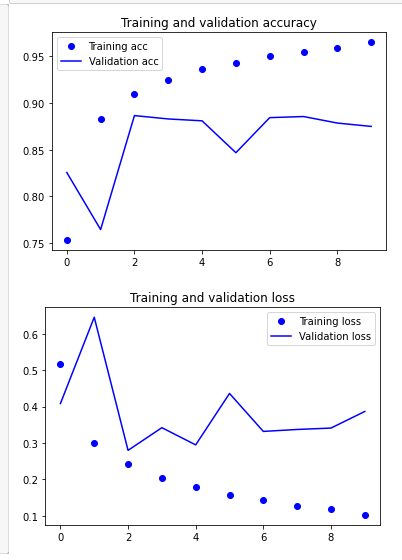 Training and validation accuracy
Training acc
Validation acc
0.95
0.90
0.85
0.80
0.75
0 2 4 6 8
Training and validation loss
Training loss
Validation loss
0.6
0.5
0.4
0.3
0.2
0.1
0 2 4 6 8